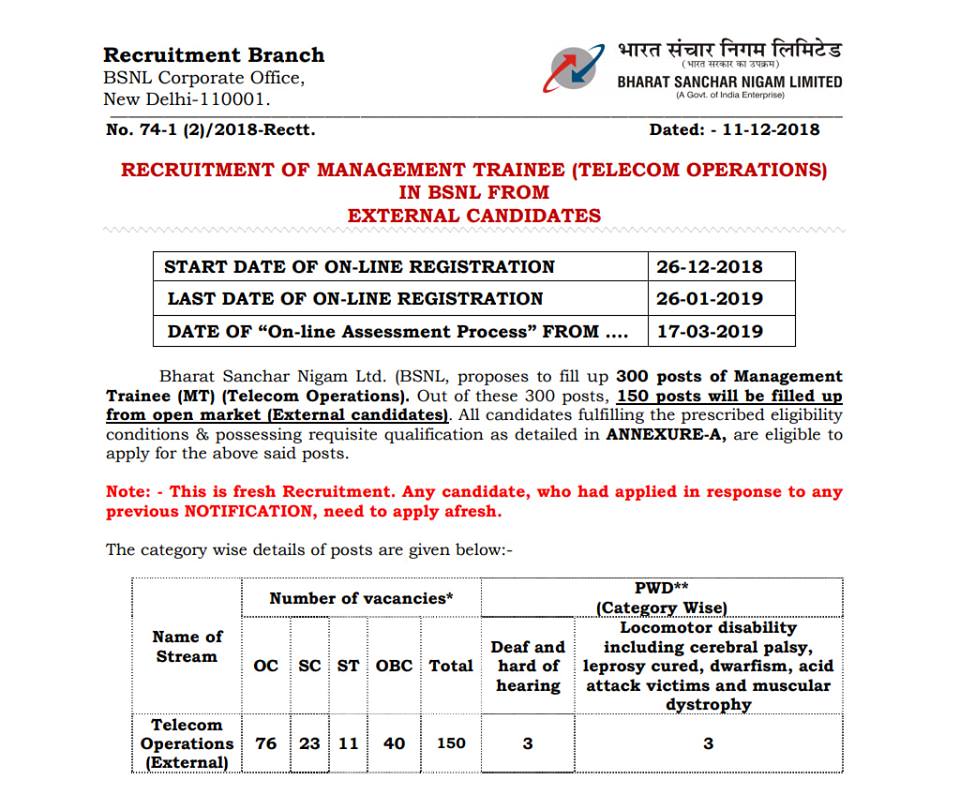 Recruitment Branch
BSNL Corporate Office,
New Delhi-110001.
भारत संचार निगम लिमिटेड
(भारत सरकार का उपक्रम)
BHARAT SANCHAR NIGAM LIMITED
(A Govt. of India Enterprise)
No. 74-1 (2)/2018-Rectt. Dated: - 11-12-2018
RECRUITMENT OF MANAGEMENT TRAINEE (TELECOM OPERATIONS)
IN BSNL FROM
EXTERNAL CANDIDATES
START DATE OF ON-LINE REGISTRATION 26-12-2018
LAST DATE OF ON-LINE REGISTRATION 26-01-2019
DATE OF “On-line Assessment Process” FROM .... 17-03-2019
Bharat Sanchar Nigam Ltd. (BSNL, proposes to fill up 300 posts of Management
Trainee (MT) (Telecom Operations). Out of these 300 posts, 150 posts will be filled up
from open market (External candidates). All candidates fulfilling the prescribed eligibility
conditions & possessing requisite qualification as detailed in ANNEXURE-A, are eligible to
apply for the above said posts.
Note: - This is fresh Recruitment. Any candidate, who had applied in response to any
previous NOTIFICATION, need to apply afresh.
The category wise details of posts are given below:-
Name of
Stream
Number of vacancies*
PWD**
(Category Wise)
OC SC ST OBC Total
Deaf and
hard of
hearing
Locomotor disability
including cerebral palsy,
leprosy cured, dwarfism, acid
attack victims and muscular
dystrophy
Telecom
Operations
(External)
76 23 11 40 150 3 3